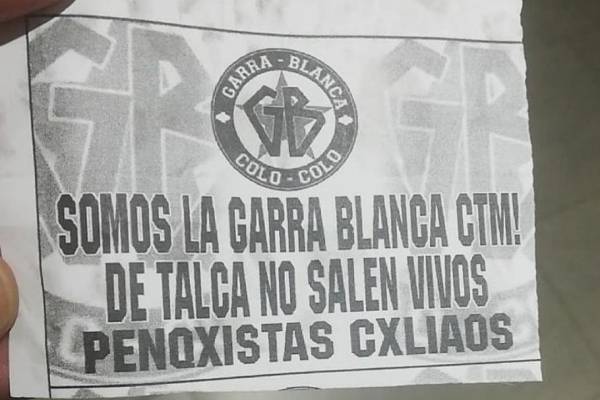 GARRA - BLANCA
GB
COLO - COLO
SOMOS LA GARRA BLANCA CTM!
DE TALCA NO SALEN VIVOS
PENQXISTAS CXLIAOS